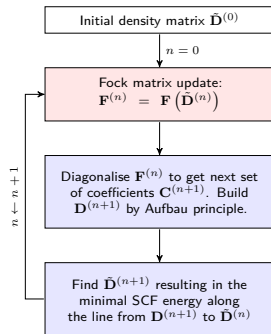 Initial density matrix D̃⁽⁰⁾
n = 0
Fock matrix update:
F⁽ⁿ⁾ = F (D̃⁽ⁿ⁾)
Diagonalise F⁽ⁿ⁾ to get next set
of coefficients C⁽ⁿ⁺¹⁾. Build
D⁽ⁿ⁺¹⁾ by Aufbau principle.
n ← n + 1
Find D̃⁽ⁿ⁺¹⁾ resulting in the
minimal SCF energy along
the line from D⁽ⁿ⁺¹⁾ to D̃⁽ⁿ⁾